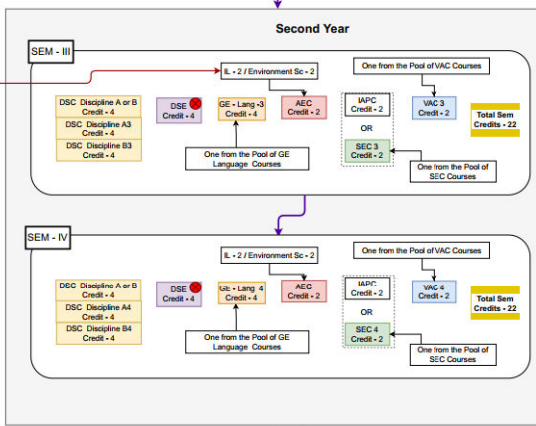 Second Year
SEM - III
IL - 2 / Environment Sc - 2
One from the Pool of VAC Courses
DSC Discipline A or B
Credit - 4
DSC Discipline A3
Credit - 4
DSC Discipline B3
Credit - 4
DSE
Credit - 4
GE - Lang -3
Credit - 4
AEC
Credit - 2
IAPC
Credit - 2
OR
SEC 3
Credit - 2
VAC 3
Credit - 2
Total Sem
Credits - 22
One from the Pool of GE
Language Courses
One from the Pool of
SEC Courses
SEM - IV
IL - 2 / Environment Sc - 2
One from the Pool of VAC Courses
DSC Discipline A or B
Credit - 4
DSC Discipline A4
Credit - 4
DSC Discipline B4
Credit - 4
DSE
Credit - 4
GE - Lang 4
Credit - 4
AEC
Credit - 2
IAPC
Credit - 2
OR
SEC 4
Credit - 2
VAC 4
Credit - 2
Total Sem
Credits - 22
One from the Pool of GE
Language Courses
One from the Pool of
SEC Courses